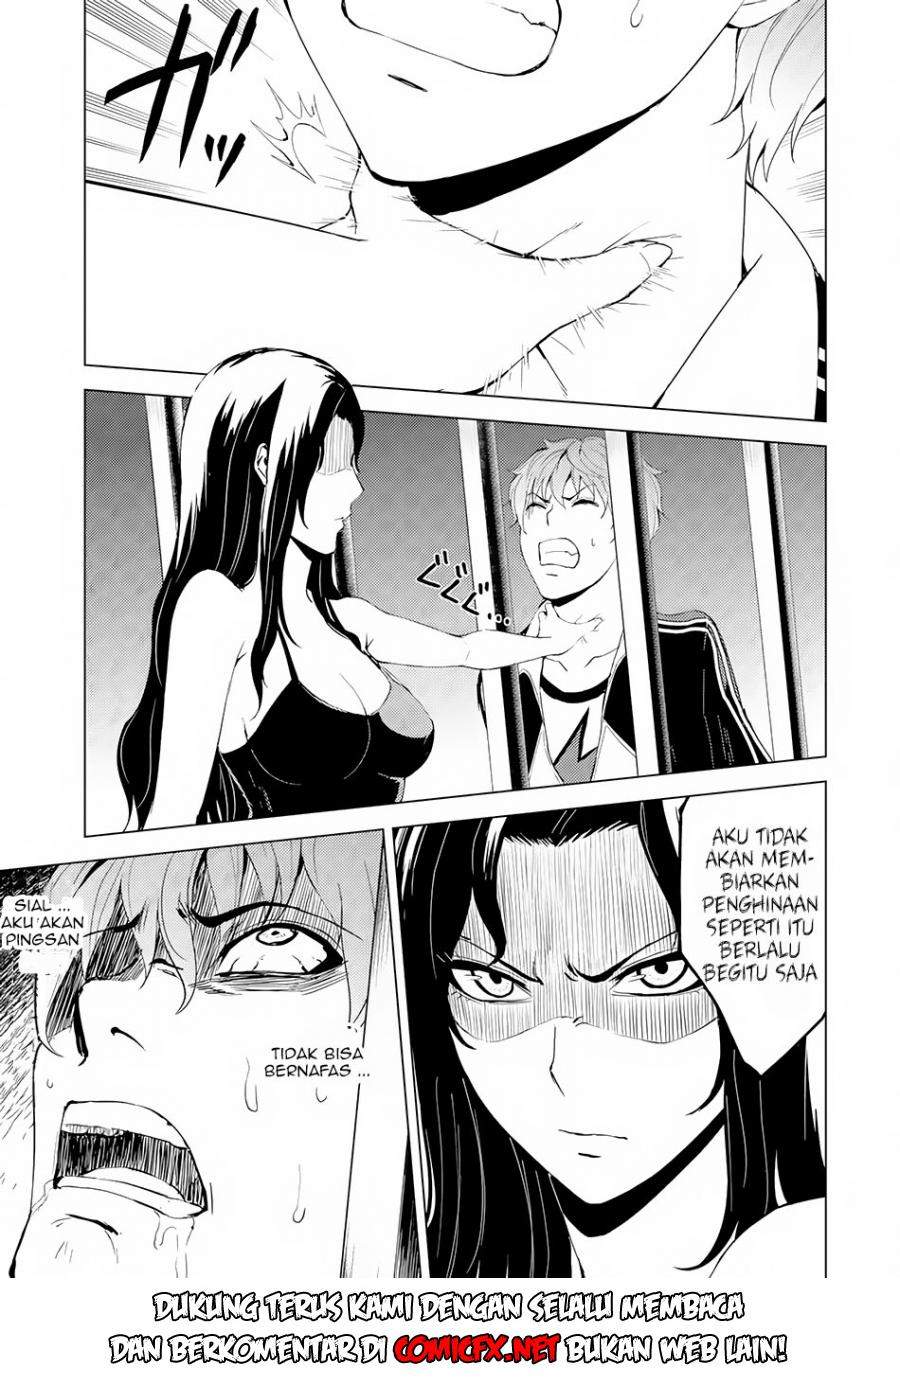 ガッ
ぐぐぐ...
AKU TIDAK
AKAN MEM-
BIARKAN
PENGHINAAN
SEPERTI ITU
BERLALU
BEGITU SAJA
SIAL ...
AKU AKAN
PINGSAN
TIDAK BISA
BERNAFAS ...
DUKUNG TERUS KAMI DENGAN SELALU MEMBACA
DAN BERKOMENTAR DI COMICFX.NET BUKAN WEB LAIN!